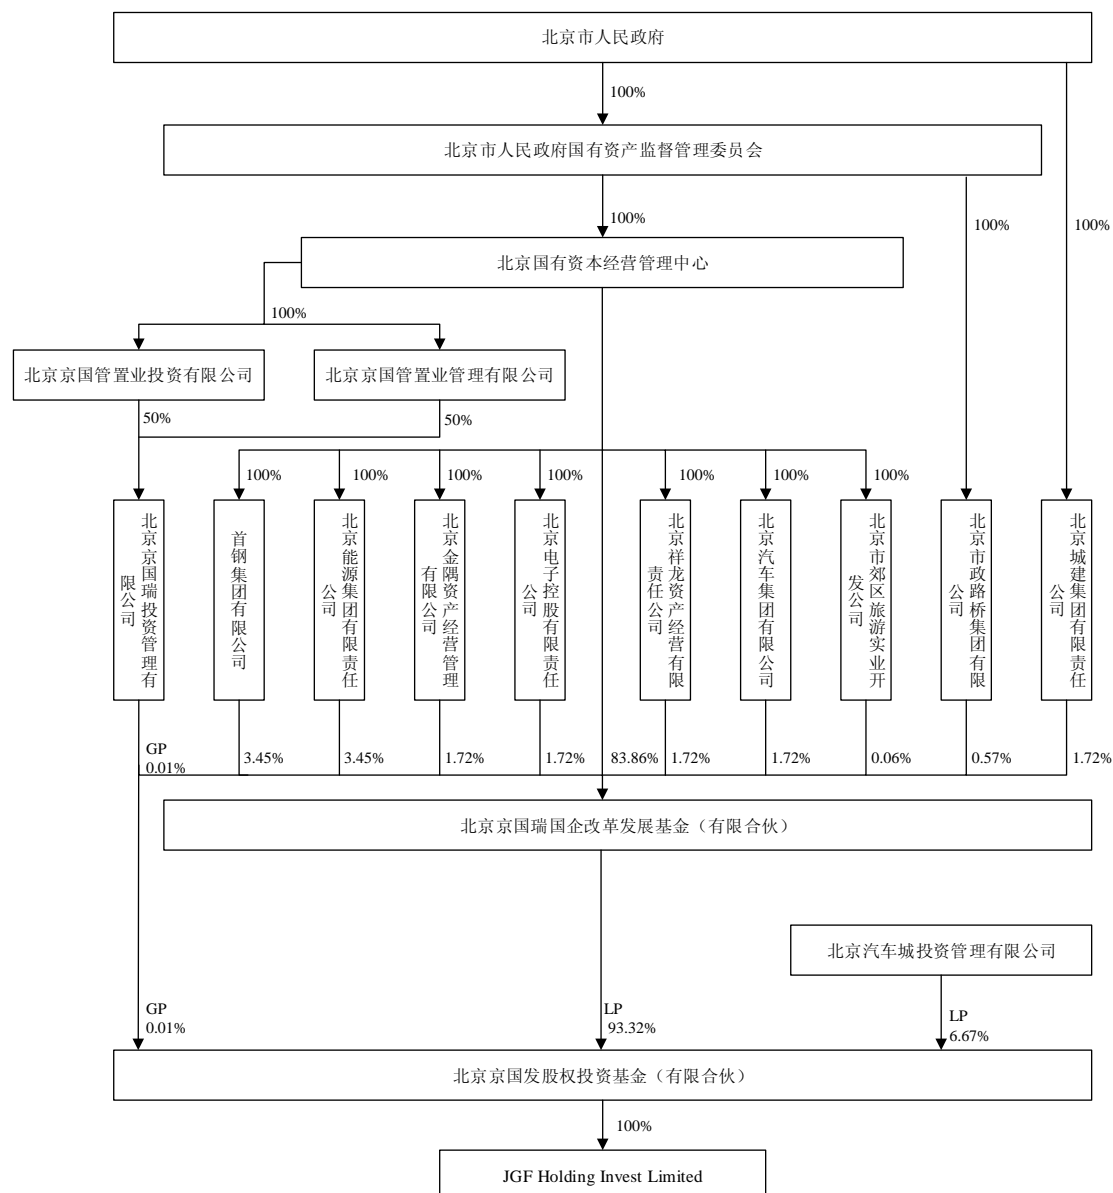 北京市人民政府
100%
北京市人民政府国有资产监督管理委员会
100%
100%
100%
北京国有资本经营管理中心
100%
北京京国管置业投资有限公司
北京京国管置业管理有限公司
50%
50%
100%
100%
100%
100%
100%
100%
100%
北京京国瑞投资管理有
限公司
首钢集团有限公司
北京能源集团有限责任
公司
北京金隅资产经营管理
有限公司
北京电子控股有限责任
公司
北京祥龙资产经营有限
责任公司
北京汽车集团有限公司
北京市郊区旅游实业开
发公司
北京市政路桥集团有限
公司
北京城建集团有限责任
公司
GP
0.01%
3.45%
3.45%
1.72%
1.72%
83.86%
1.72%
1.72%
0.06%
0.57%
1.72%
北京京国瑞国企改革发展基金（有限合伙）
北京汽车城投资管理有限公司
GP
0.01%
LP
93.32%
LP
6.67%
北京京国发股权投资基金（有限合伙）
100%
JGF Holding Invest Limited